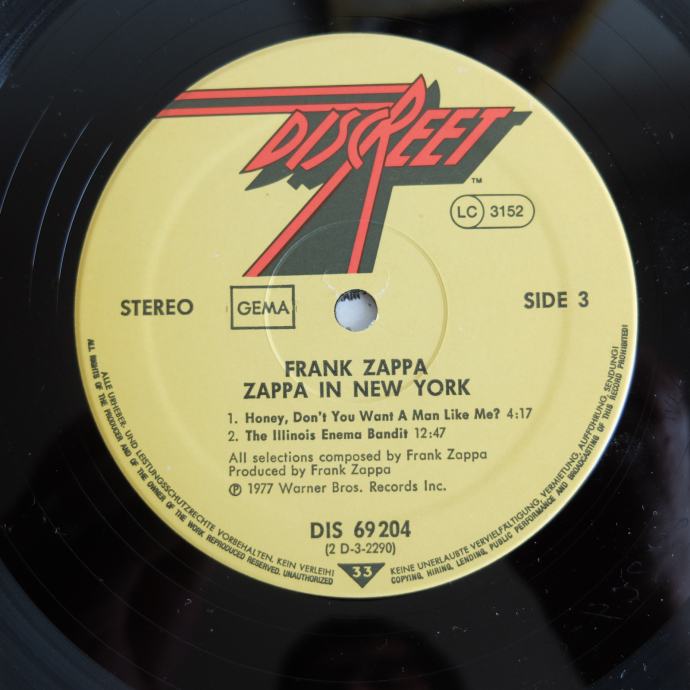 DISCREET
™
LC 3152
STEREO
GEMA
SIDE 3
FRANK ZAPPA
ZAPPA IN NEW YORK
1. Honey, Don't You Want A Man Like Me? 4:17
2. The Illinois Enema Bandit 12:47
All selections composed by Frank Zappa
Produced by Frank Zappa
℗ 1977 Warner Bros. Records Inc.
DIS 69204
(2 D-3-2290)
33
ALLE URHEBER- UND LEISTUNGSSCHUTZRECHTE VORBEHALTEN. KEIN VERLEIH! KEINE UNERLAUBTE VERVIELFÄLTIGUNG, VERMIETUNG, AUFFÜHRUNG, SENDUNG!
ALL RIGHTS OF THE PRODUCER AND OF THE OWNER OF THE WORK REPRODUCED RESERVED. UNAUTHORIZED COPYING, HIRING, LENDING, PUBLIC PERFORMANCE AND BROADCASTING OF THIS RECORD PROHIBITED!